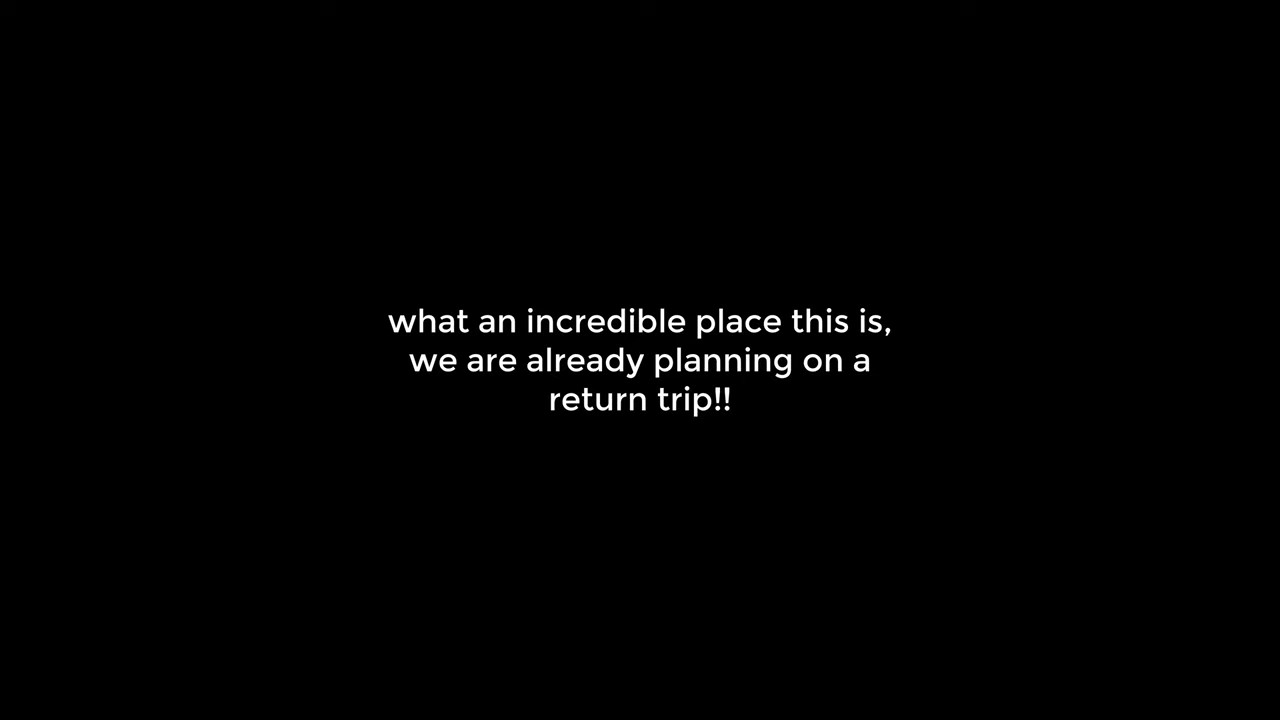 what an incredible place this is,
we are already planning on a
return trip!!